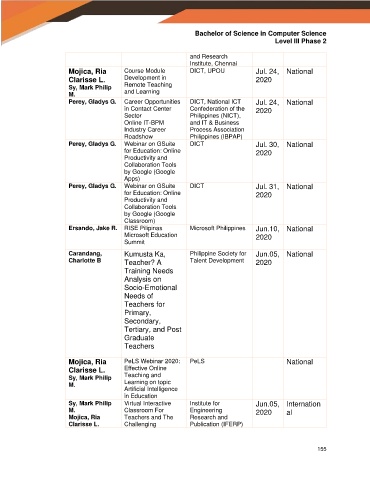 Bachelor of Science in Computer Science
Level III Phase 2
and Research
Institute, Chennai
Mojica, Ria
Clarisse L.
Sy, Mark Philip
M.
Course Module
Development in
Remote Teaching
and Learning
DICT, UPOU
Jul. 24,
2020
National
Perey, Gladys G.
Career Opportunities
In Contact Center
Sector
Online IT-BPM
Industry Career
Roadshow
DICT, National ICT
Confederation of the
Philippines (NICT),
and IT & Business
Process Association
Philippines (IBPAP)
Jul. 24,
2020
National
Perey, Gladys G.
Webinar on GSuite
for Education: Online
Productivity and
Collaboration Tools
by Google (Google
Apps)
DICT
Jul. 30,
2020
National
Perey, Gladys G.
Webinar on GSuite
for Education: Online
Productivity and
Collaboration Tools
by Google (Google
Classroom)
DICT
Jul. 31,
2020
National
Ersando, Jake R.
RISE Pilipinas
Microsoft Education
Summit
Microsoft Philippines
Jun.10,
2020
National
Carandang,
Charlotte B
Kumusta Ka,
Teacher? A
Training Needs
Analysis on
Socio-Emotional
Needs of
Teachers for
Primary,
Secondary,
Tertiary, and Post
Graduate
Teachers
Philippine Society for
Talent Development
Jun.05,
2020
National
Mojica, Ria
Clarisse L.
Sy, Mark Philip
M.
PeLS Webinar 2020:
Effective Online
Teaching and
Learning on topic
Artificial Intelligence
in Education
PeLS
National
Sy, Mark Philip
M.
Mojica, Ria
Clarisse L.
Virtual Interactive
Classroom For
Teachers and The
Challenging
Institute for
Engineering
Research and
Publication (IFERP)
Jun.05,
2020
Internation
al
155